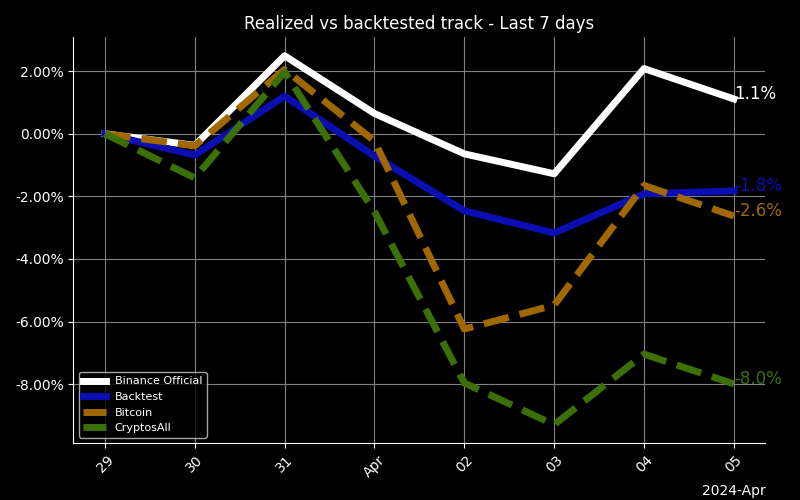 Realized vs backtested track - Last 7 days
2.00%
0.00%
-2.00%
-4.00%
-6.00%
-8.00%
1.1%
-1.8%
-2.6%
-8.0%
Binance Official
Backtest
Bitcoin
CryptosAll
29
30
31
Apr
02
03
04
05
2024-Apr